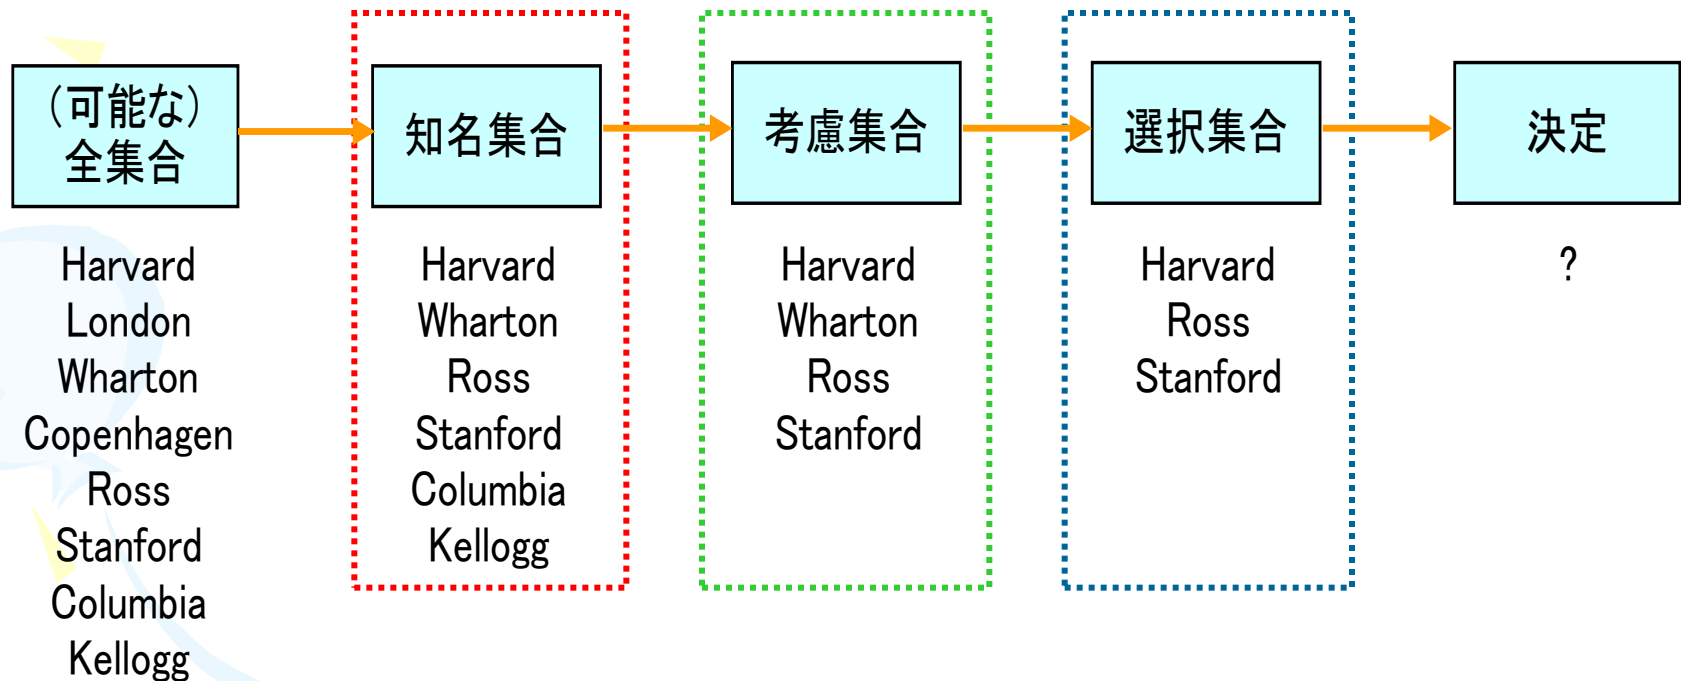 （可能な）
全集合
Harvard
London
Wharton
Copenhagen
Ross
Stanford
Columbia
Kellogg
知名集合
Harvard
Wharton
Ross
Stanford
Columbia
Kellogg
考慮集合
Harvard
Wharton
Ross
Stanford
選択集合
Harvard
Ross
Stanford
決定
?